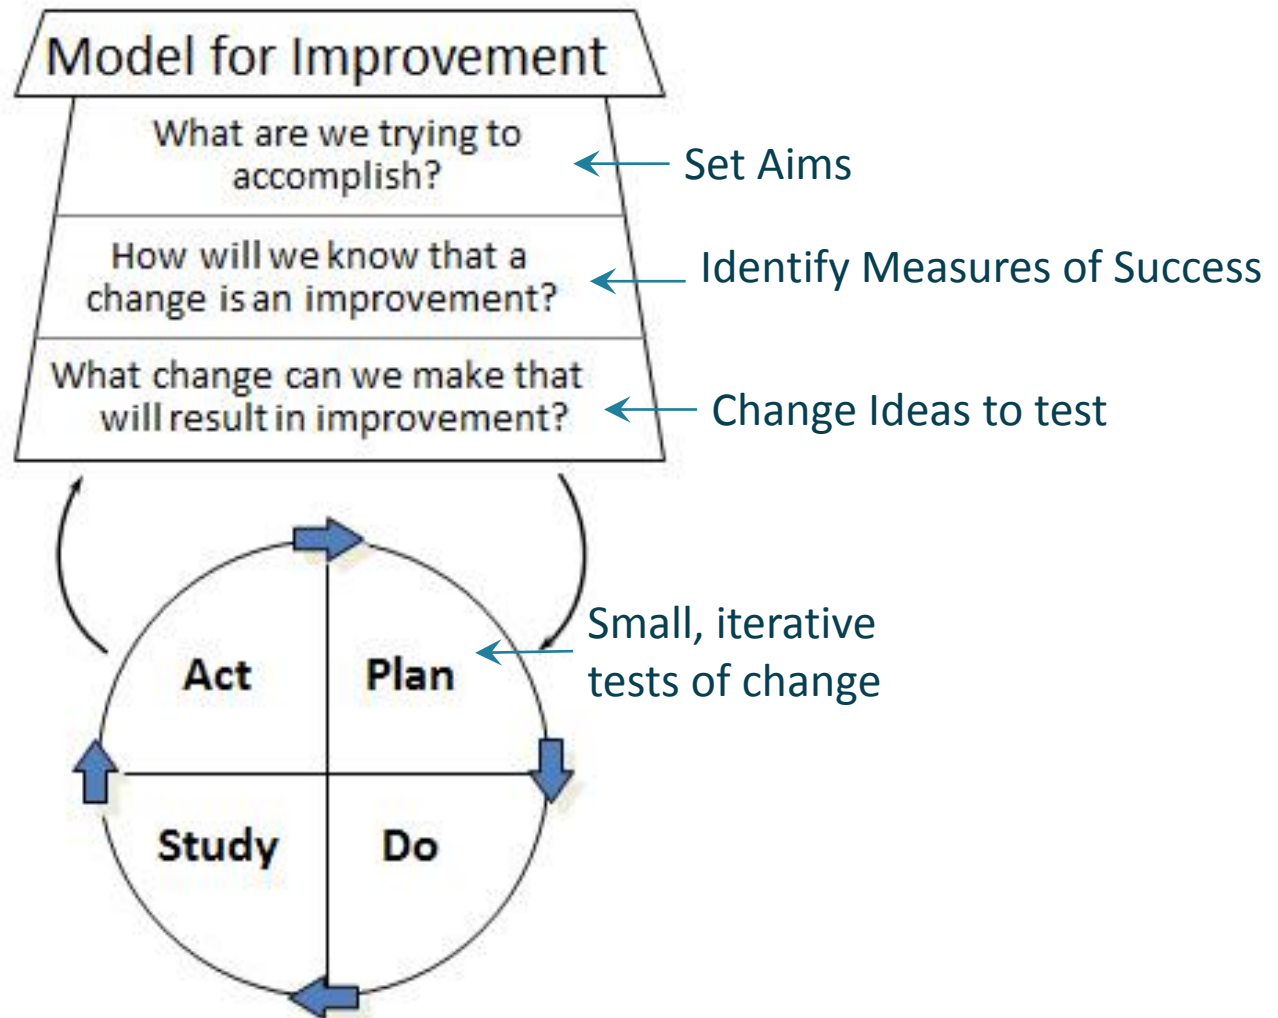 Model for Improvement
What are we trying to
accomplish?
Set Aims
How will we know that a
change is an improvement?
Identify Measures of Success
What change can we make that
will result in improvement?
Change Ideas to test
Small, iterative
tests of change
Act
Plan
Study
Do